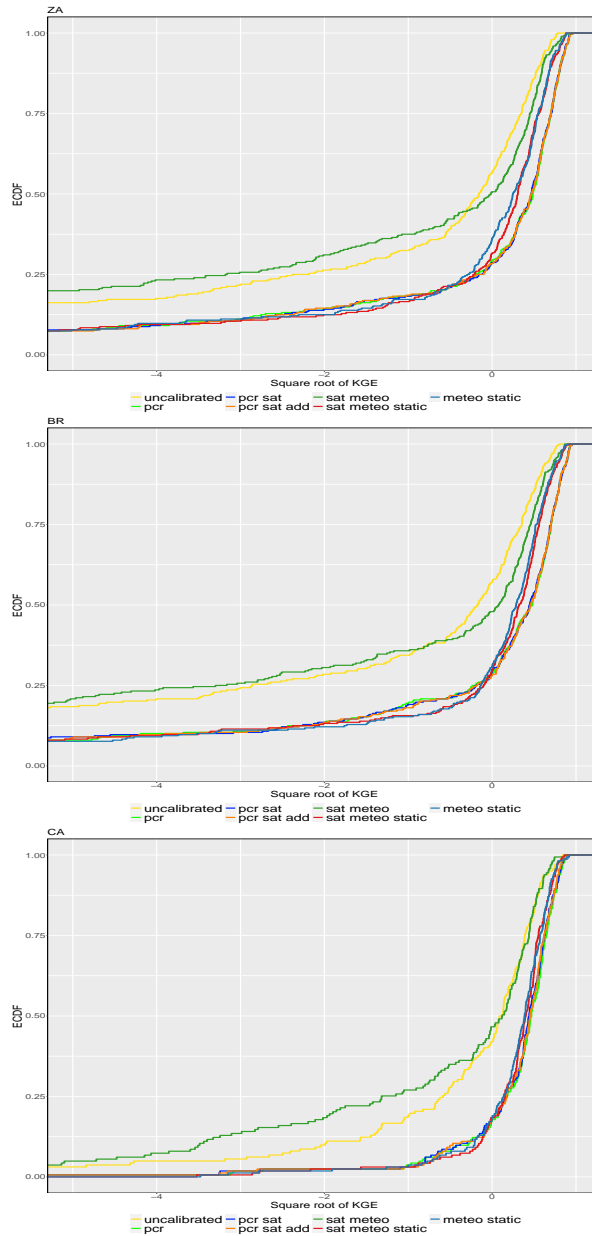 ZA
1.00
0.75
0.50
0.25
0.00
ECDF
−4 −2 0
Square root of KGE
uncalibrated pcr sat sat meteo meteo static
pcr pcr sat add sat meteo static
BR
1.00
0.75
0.50
0.25
0.00
ECDF
−4 −2 0
Square root of KGE
uncalibrated pcr sat sat meteo meteo static
pcr pcr sat add sat meteo static
CA
1.00
0.75
0.50
0.25
0.00
ECDF
−4 −2 0
Square root of KGE
uncalibrated pcr sat sat meteo meteo static
pcr pcr sat add sat meteo static